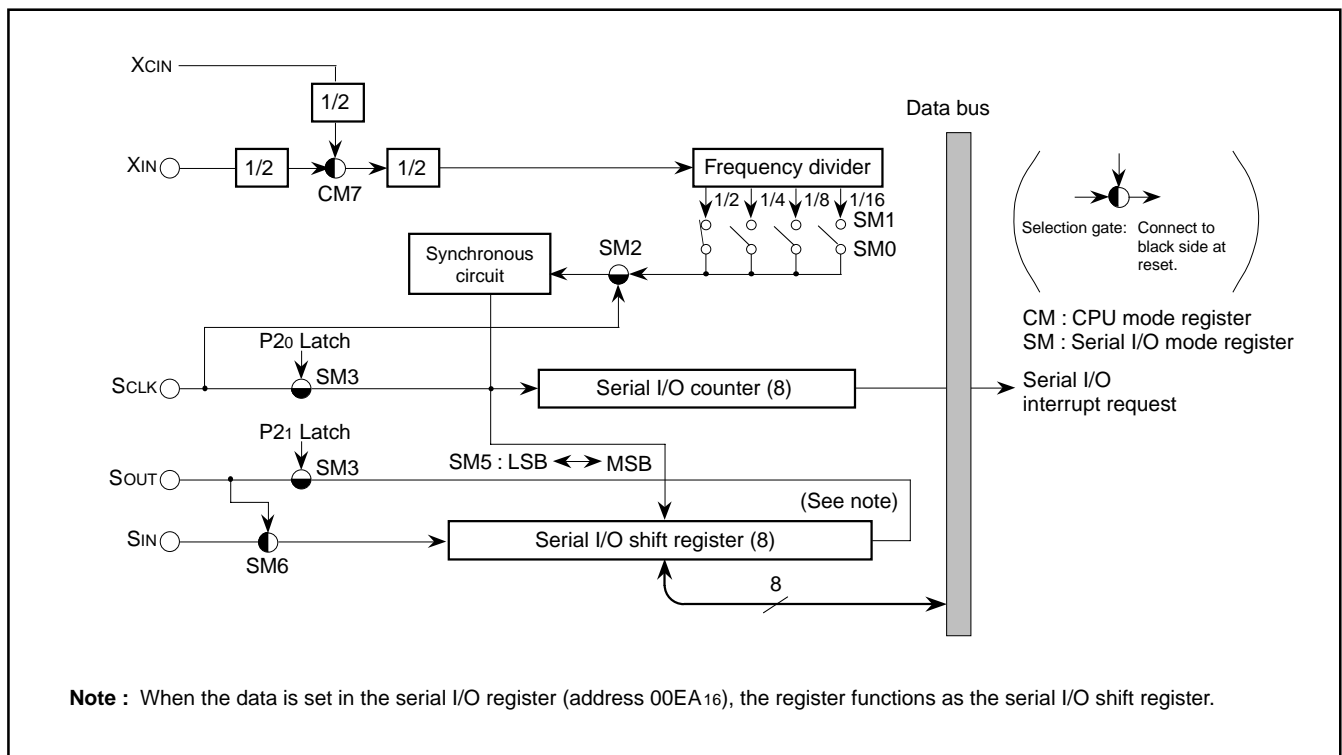 XCIN
1/2
Data bus
XIN
1/2
CM7
1/2
Frequency divider
1/2
1/4
1/8
1/16
SM1
SM0
Selection gate: Connect to
black side at
reset.
SM2
Synchronous
circuit
CM : CPU mode register
SM : Serial I/O mode register
P20 Latch
SCLK
SM3
Serial I/O counter (8)
Serial I/O
interrupt request
P21 Latch
SOUT
SM3
SM5 : LSB MSB
(See note)
SIN
SM6
Serial I/O shift register (8)
8
Note : When the data is set in the serial I/O register (address 00EA16), the register functions as the serial I/O shift register.